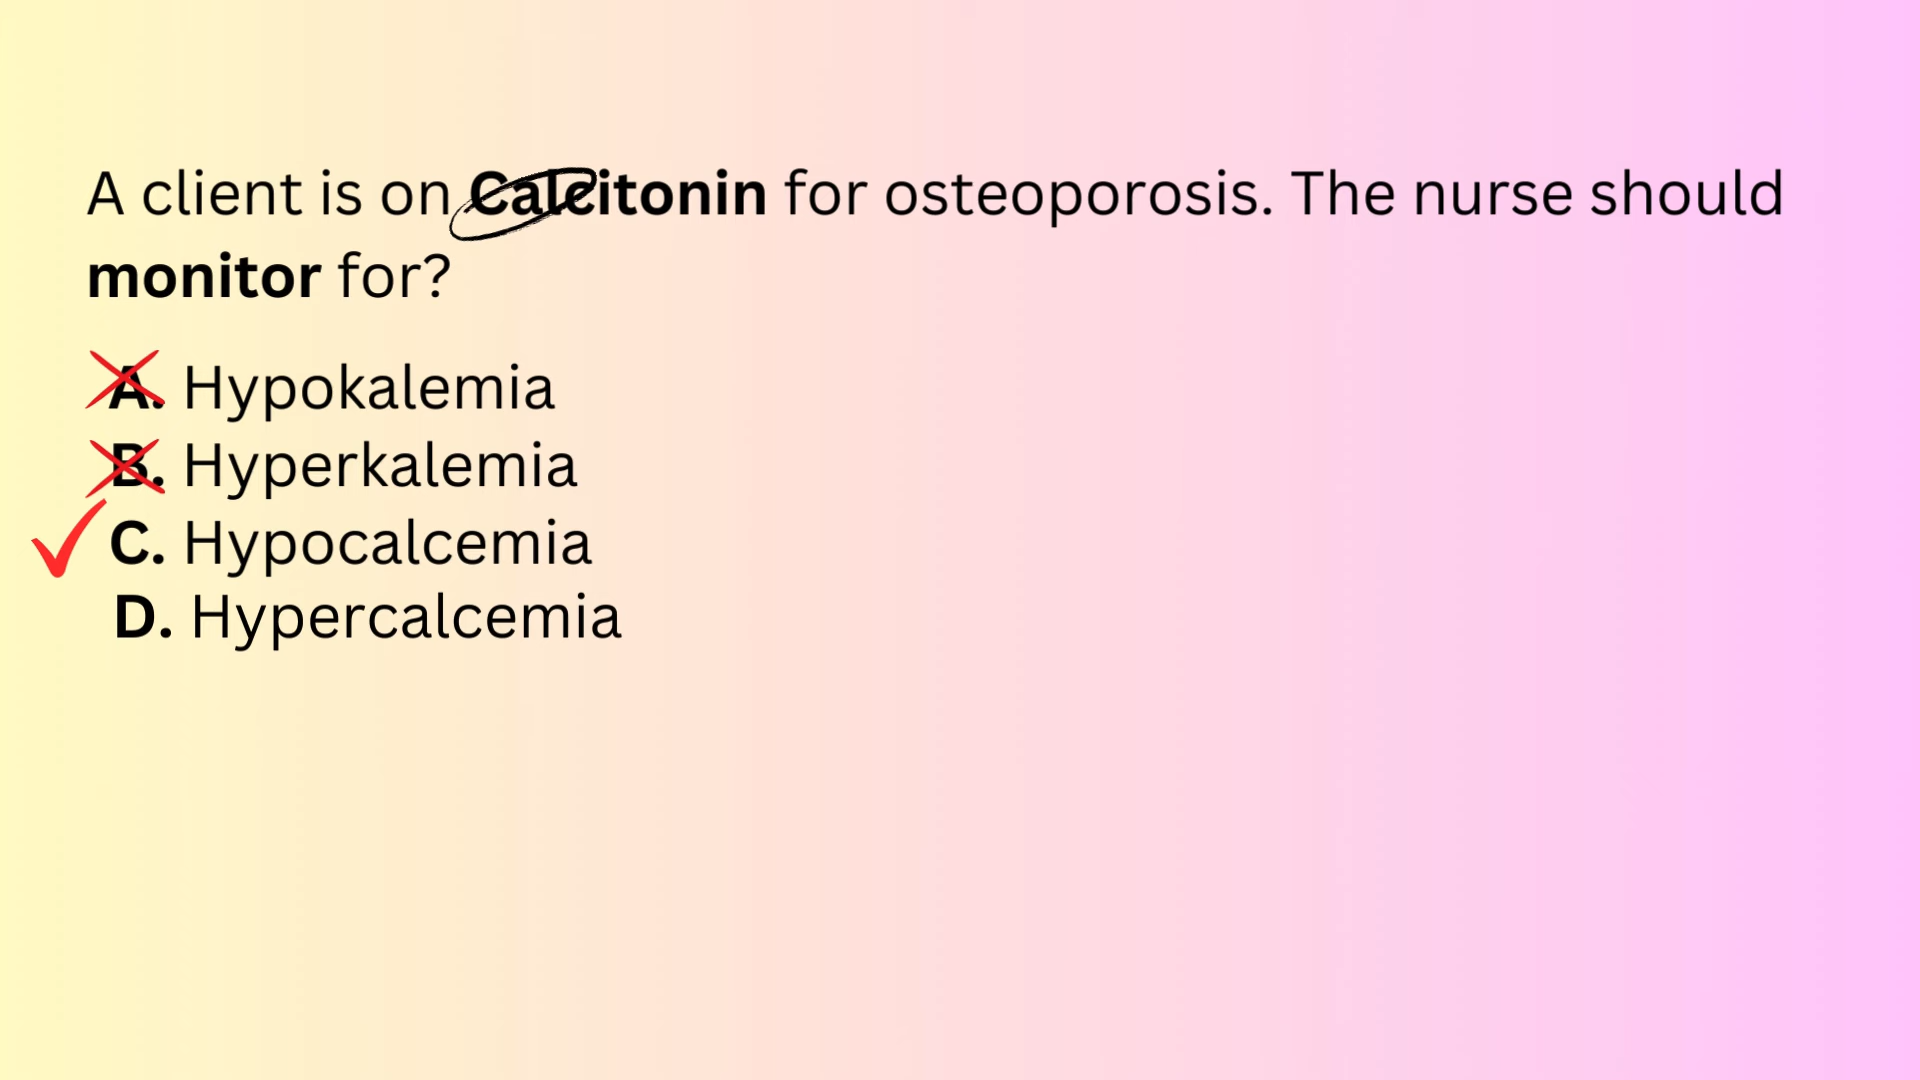 A client is on Calcitonin for osteoporosis. The nurse should
monitor for?
A. Hypokalemia
B. Hyperkalemia
C. Hypocalcemia
D. Hypercalcemia